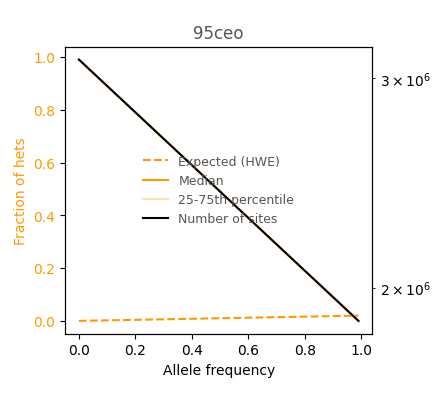 95ceo
1.0
0.8
0.6
0.4
0.2
0.0
Fraction of hets
3 × 10⁶
2 × 10⁶
Expected (HWE)
Median
25-75th percentile
Number of sites
0.0 0.2 0.4 0.6 0.8 1.0
Allele frequency